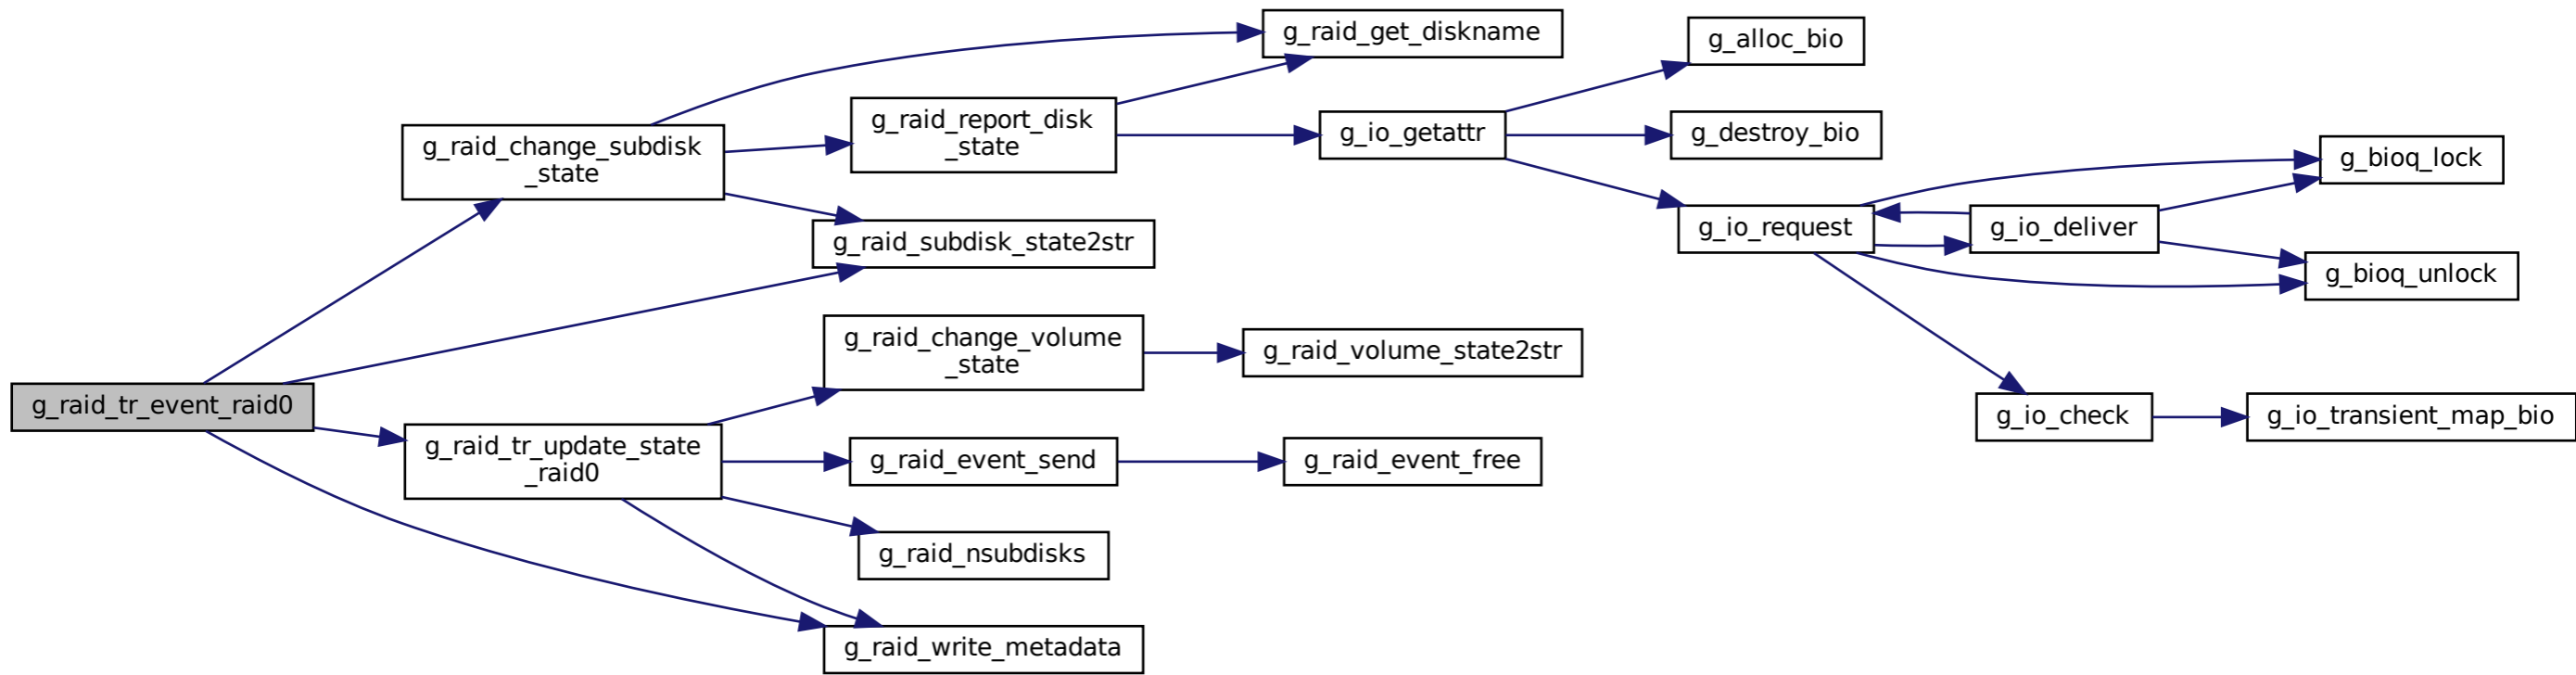 g_raid_tr_event_raid0
g_raid_change_subdisk
_state
g_raid_get_diskname
g_raid_report_disk
_state
g_io_getattr
g_alloc_bio
g_destroy_bio
g_io_request
g_io_deliver
g_bioq_lock
g_bioq_unlock
g_io_check
g_io_transient_map_bio
g_raid_subdisk_state2str
g_raid_tr_update_state
_raid0
g_raid_change_volume
_state
g_raid_volume_state2str
g_raid_event_send
g_raid_event_free
g_raid_nsubdisks
g_raid_write_metadata